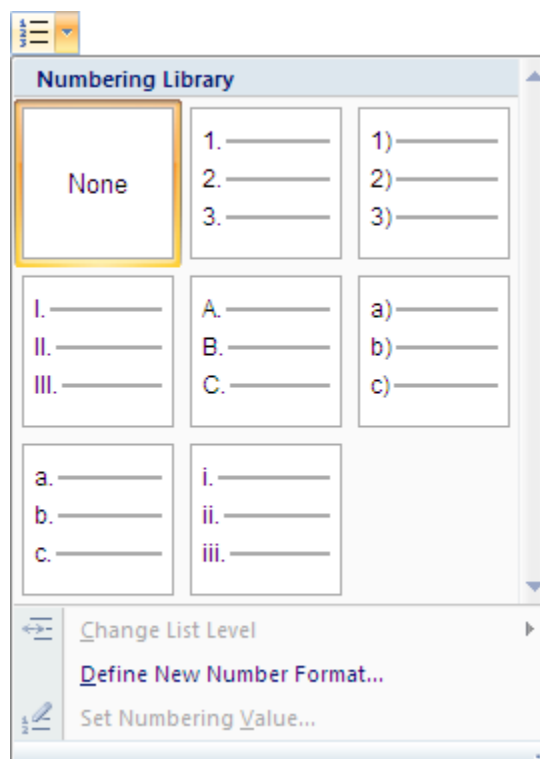 Numbering Library
None
1.
2.
3.
1)
2)
3)
I.
II.
III.
A.
B.
C.
a)
b)
c)
a.
b.
c.
i.
ii.
iii.
Change List Level
Define New Number Format...
Set Numbering Value...